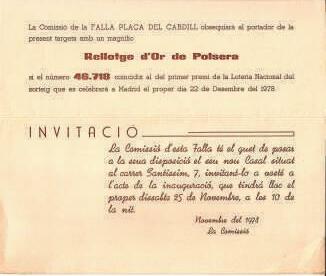 La Comissió de la FALLA PLAÇA DEL CABDILL obsequiarà al portador de la
present targeta amb un magnífic
Rellotge d'Or de Polsera
si el número 46.718 coincidix al del primer premi de la Loteria Nacional del
sorteig que es celebrarà a Madrid el proper dia 22 de Desembre del 1978.
INVITACIÓ
La Comissió d'esta Falla té el gust de posar
a la seua disposició el seu nou Casal situat
al carrer Santíssim, 7, invitant-lo a vosté a
l'acte de la inauguració, que tindrà lloc el
proper dissabte 25 de Novembre, a les 10 de
la nit.
Novembre del 1978
La Comissió